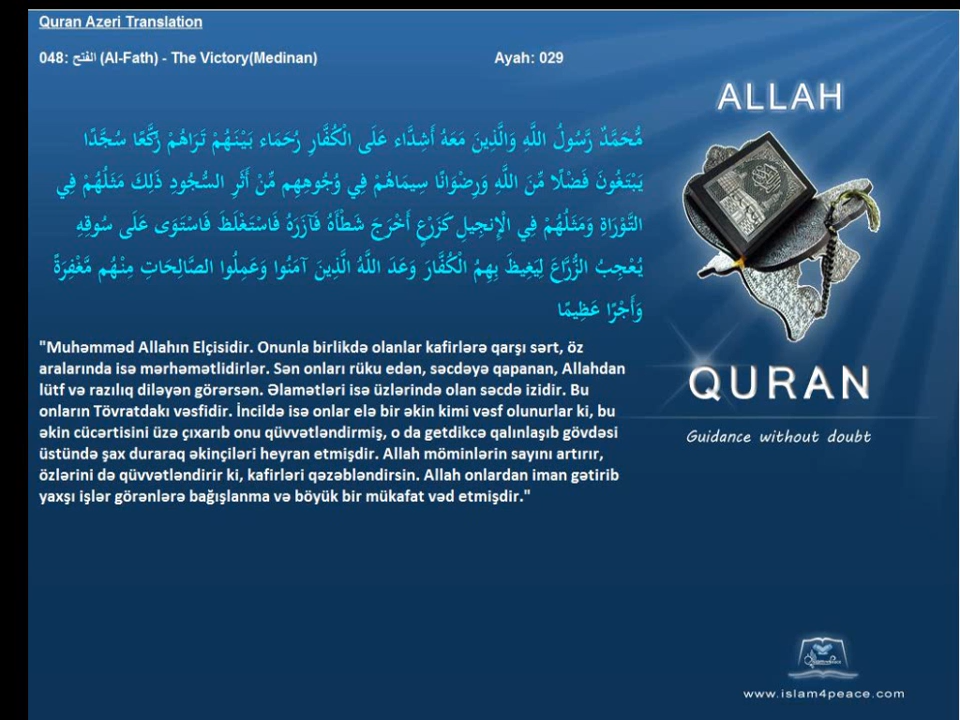 Quran Azeri Translation
048: الفتح (Al-Fath) - The Victory(Medinan) Ayah: 029
مُّحَمَّدٌ رَّسُولُ اللَّهِ وَالَّذِينَ مَعَهُ أَشِدَّاء عَلَى الْكُفَّارِ رُحَمَاء بَيْنَهُمْ تَرَاهُمْ رُكَّعًا سُجَّدًا
يَبْتَغُونَ فَضْلًا مِّنَ اللَّهِ وَرِضْوَانًا سِيمَاهُمْ فِي وُجُوهِهِم مِّنْ أَثَرِ السُّجُودِ ذَلِكَ مَثَلُهُمْ فِي
التَّوْرَاةِ وَمَثَلُهُمْ فِي الْإِنجِيلِ كَزَرْعٍ أَخْرَجَ شَطْأَهُ فَآزَرَهُ فَاسْتَغْلَظَ فَاسْتَوَى عَلَى سُوقِهِ
يُعْجِبُ الزُّرَّاعَ لِيَغِيظَ بِهِمُ الْكُفَّارَ وَعَدَ اللَّهُ الَّذِينَ آمَنُوا وَعَمِلُوا الصَّالِحَاتِ مِنْهُم مَّغْفِرَةً
وَأَجْرًا عَظِيمًا
"Muhəmməd Allahın Elçisidir. Onunla birlikdə olanlar kafirlərə qarşı sərt, öz
aralarında isə mərhəmətlidirlər. Sən onları rüku edən, səcdəyə qapanan, Allahdan
lütf və razılıq diləyən görərsən. Əlamətləri isə üzlərində olan səcdə izidir. Bu
onların Tövratdakı vəsfidir. İncildə isə onlar elə bir əkin kimi vəsf olunurlar ki, bu
əkin cücərtisini üzə çıxarıb onu qüvvətləndirmiş, o da getdikcə qalınlaşıb gövdəsi
üstündə şax duraraq əkinçiləri heyran etmişdir. Allah möminlərin sayını artırır,
özlərini də qüvvətləndirir ki, kafirləri qəzəbləndirsin. Allah onlardan iman gətirib
yaxşı işlər görənlərə bağışlanma və böyük bir mükafat vəd etmişdir."
ALLAH
QURAN
Guidance without doubt
www.islam4peace.com